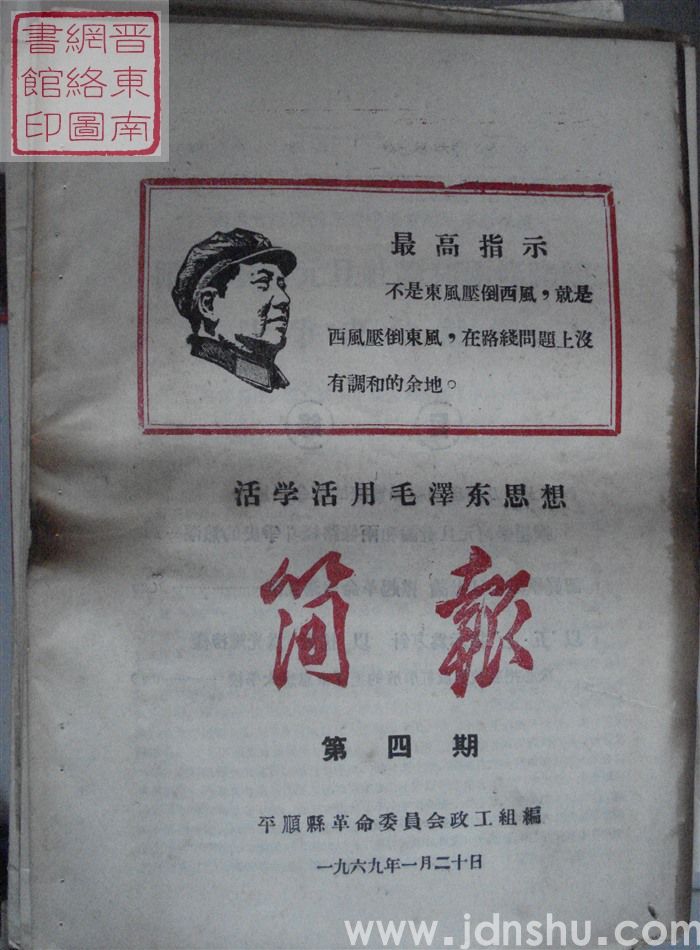 晋東南
網絡圖
書館印
最高指示
不是東風壓倒西風，就是
西風壓倒東風，在路綫問題上沒
有調和的余地。
活学活用毛澤东思想
简报
第四期
平順縣革命委員会政工組編
一九六九年一月二十日
www.jdnshu.com